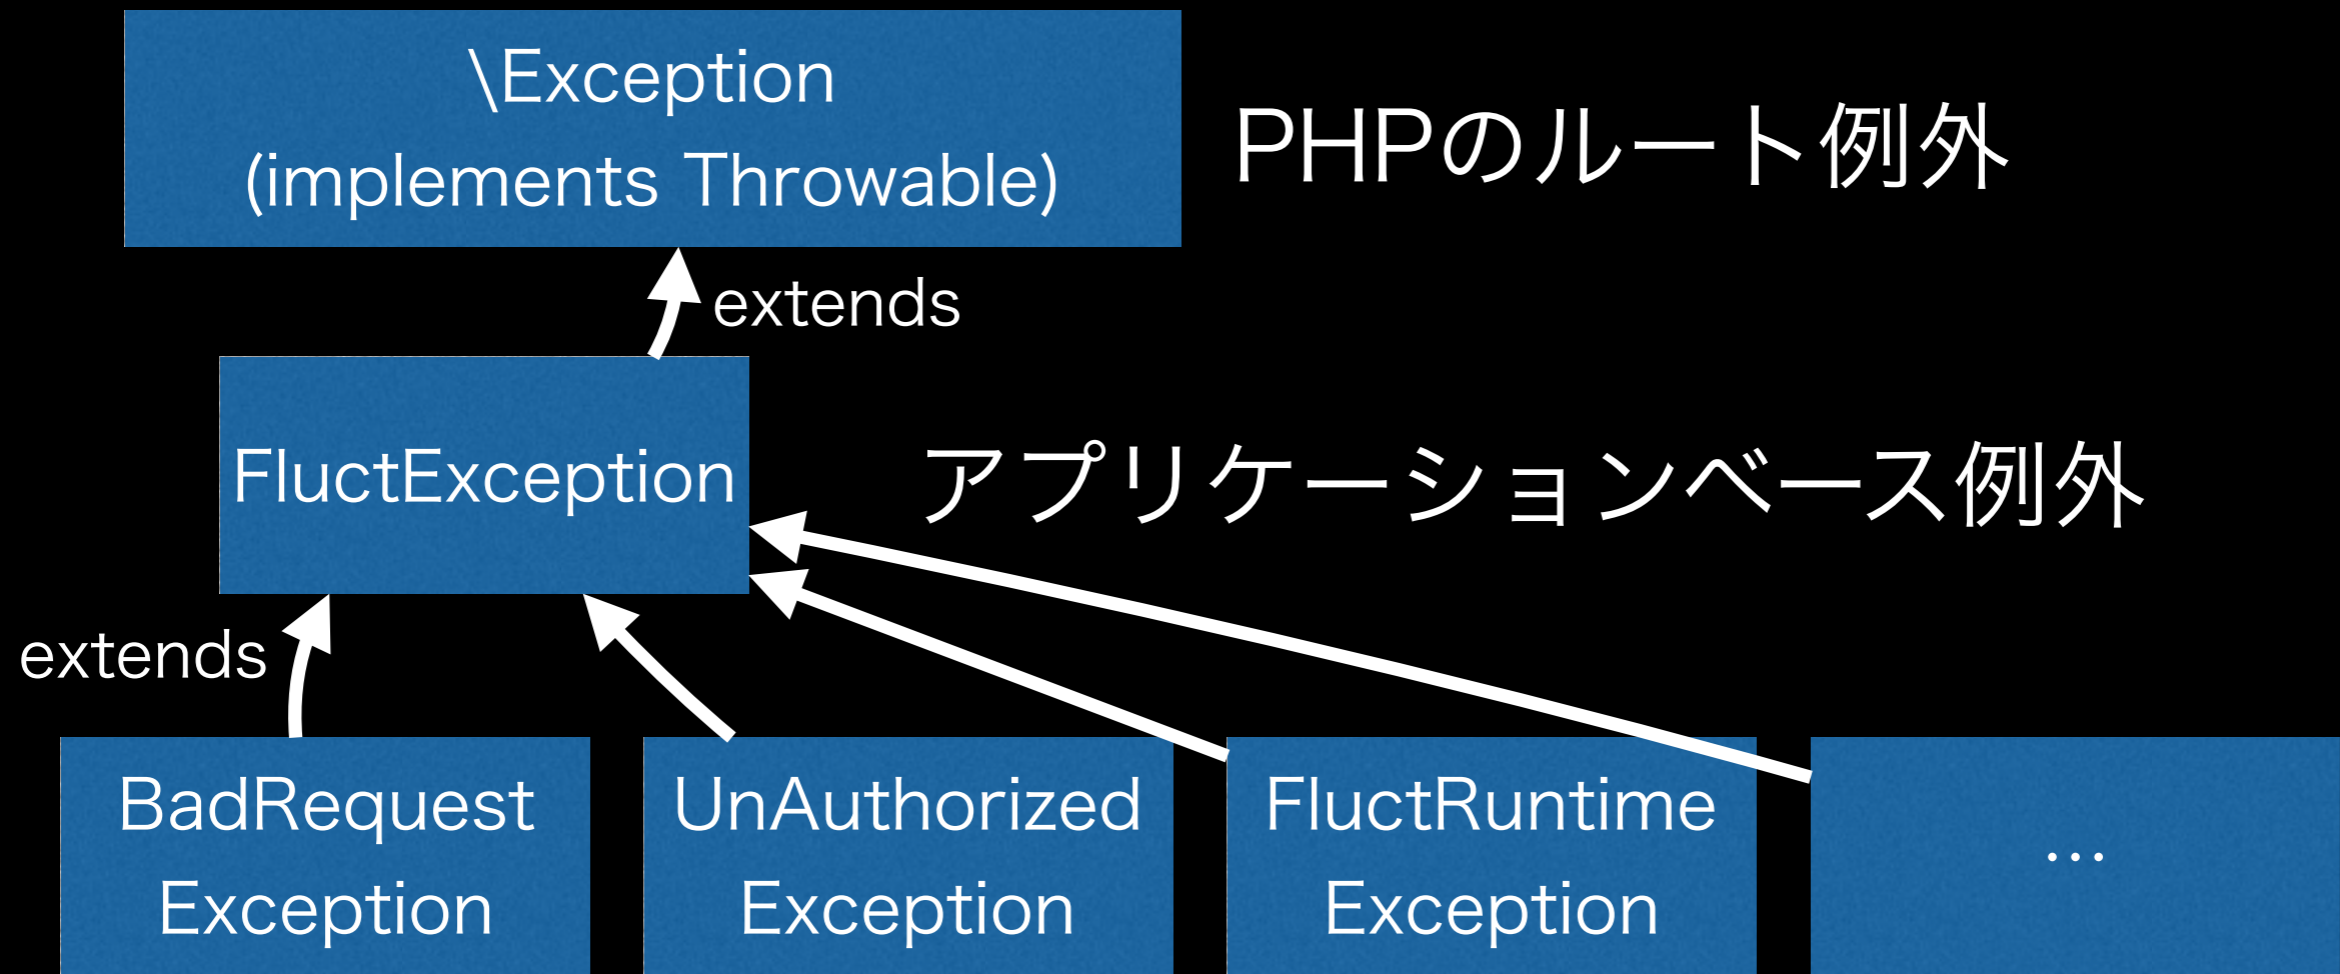 \Exception
(implements Throwable)
PHPのルート例外
extends
FluctException
アプリケーションベース例外
extends
BadRequest
Exception
UnAuthorized
Exception
FluctRuntime
Exception
…